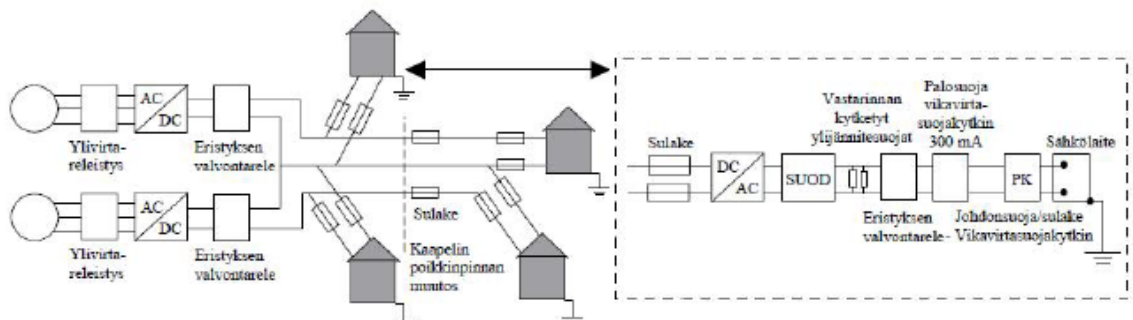 AC
DC
Ylivirta-
releistys
Eristyksen
valvontarele
AC
DC
Ylivirta-
releistys
Eristyksen
valvontarele
Sulake
Kaapelin
poikkipinnan
muutos
Sulake
DC
AC
SUOD
Vastarinnan
kytketyt
ylijännitesuojat
Palosuoja
vikavirta-
suojakytkin
300 mA
Sähkölaite
PK
Eristyksen
valvontarele-
Johdonsuoja/sulake
Vikavirtasuojakytkin